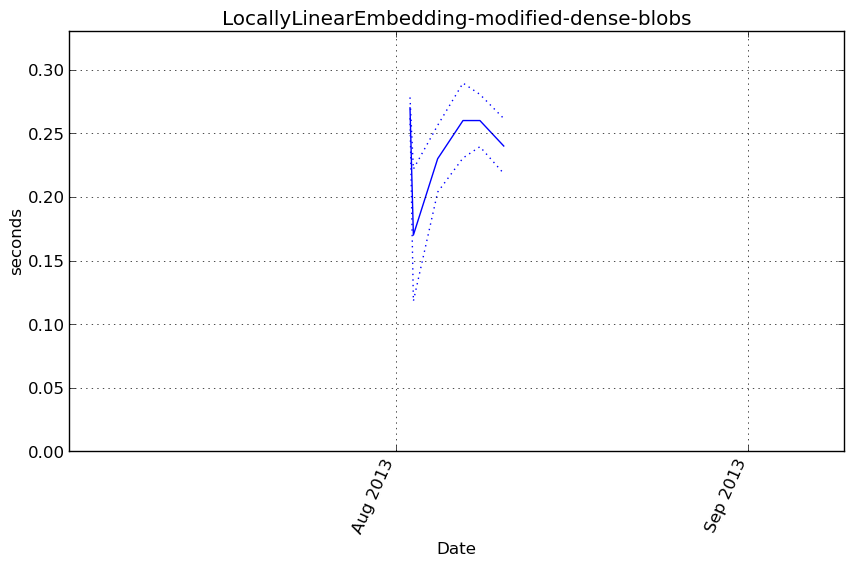 LocallyLinearEmbedding-modified-dense-blobs
0.30
0.25
0.20
0.15
0.10
0.05
0.00
seconds
Aug 2013
Sep 2013
Date